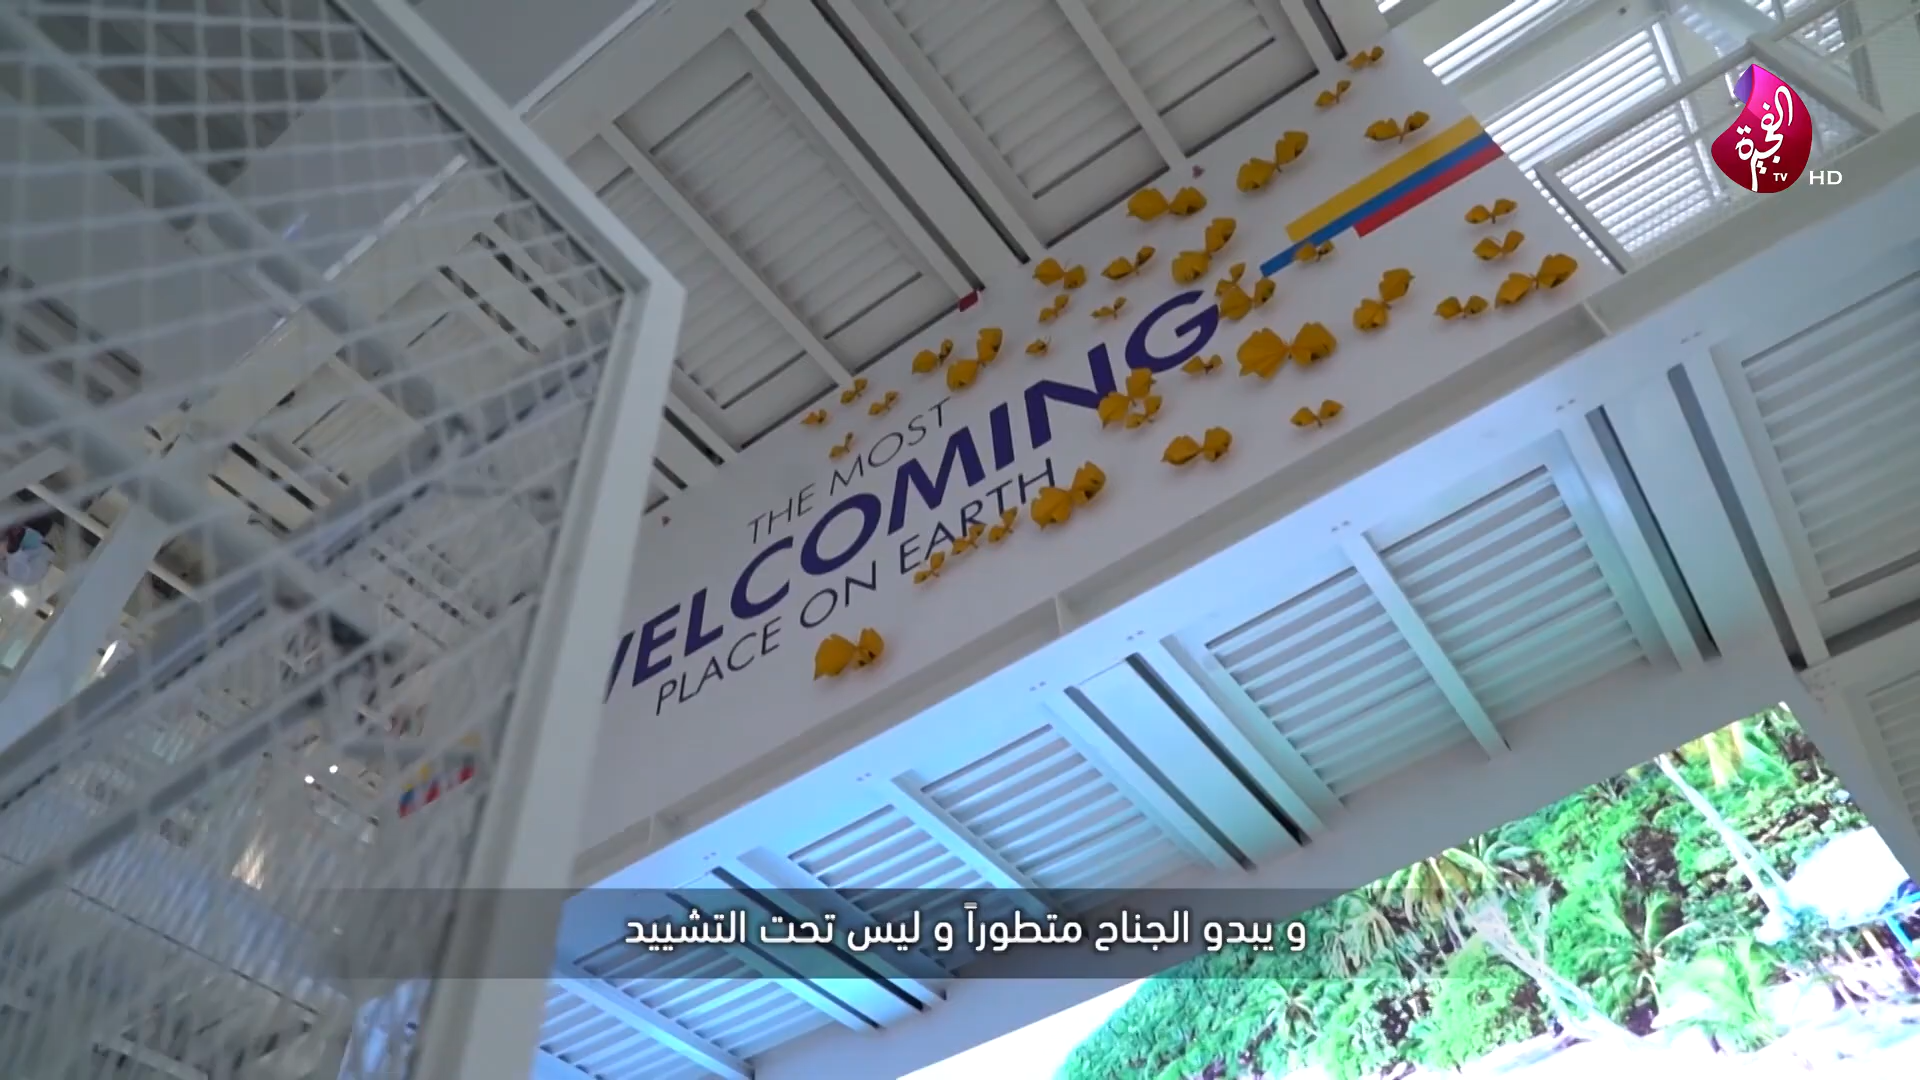 الفجيرة
TV HD
THE MOST
WELCOMING
PLACE ON EARTH
و يبدو الجناح متطوراً و ليس تحت التشييد